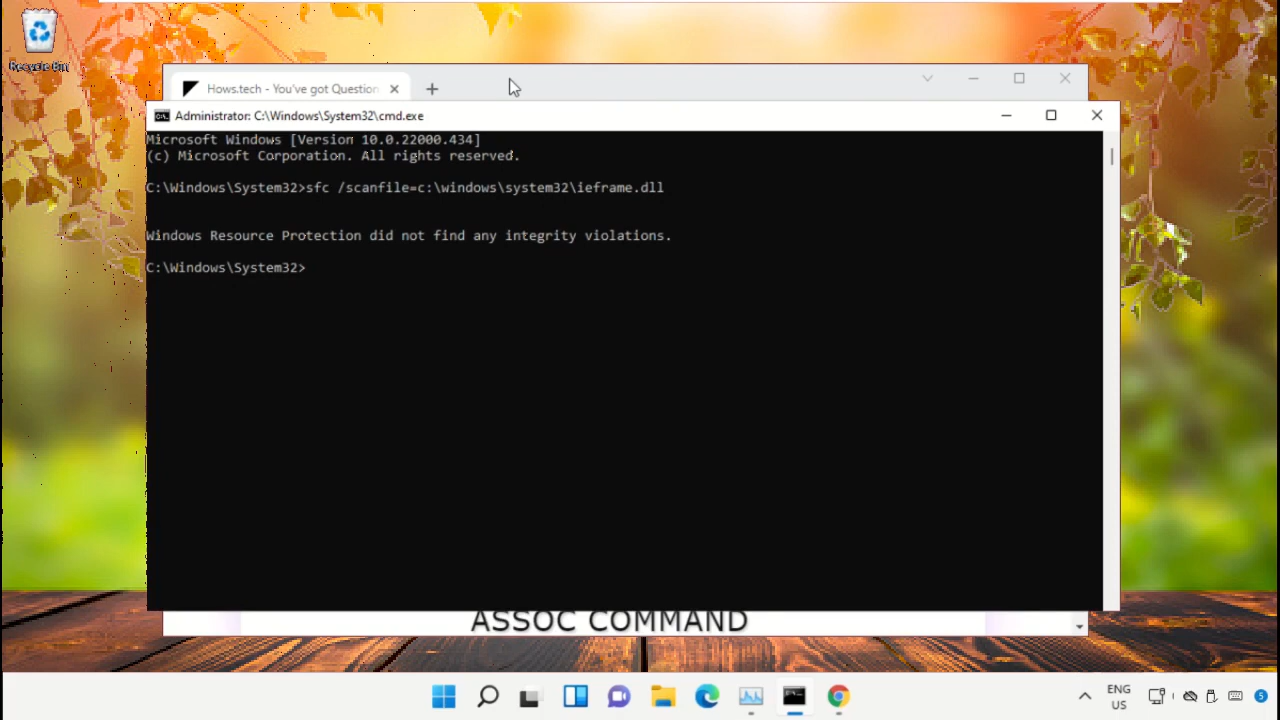 Recycle Bin
Hows.tech - You've got Question
Administrator: C:\Windows\System32\cmd.exe
Microsoft Windows [Version 10.0.22000.434]
(c) Microsoft Corporation. All rights reserved.
C:\Windows\System32>sfc /scanfile=c:\windows\system32\ieframe.dll
Windows Resource Protection did not find any integrity violations.
C:\Windows\System32>
ASSOC COMMAND
ENG
US
5